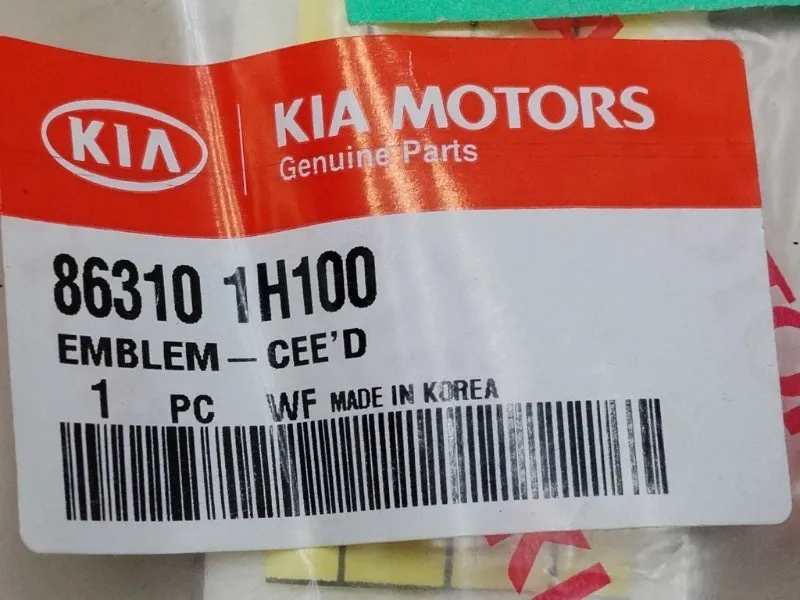 KIA
KIA MOTORS
Genuine Parts
86310 1H100
EMBLEM – CEE'D
1 PC WF MADE IN KOREA